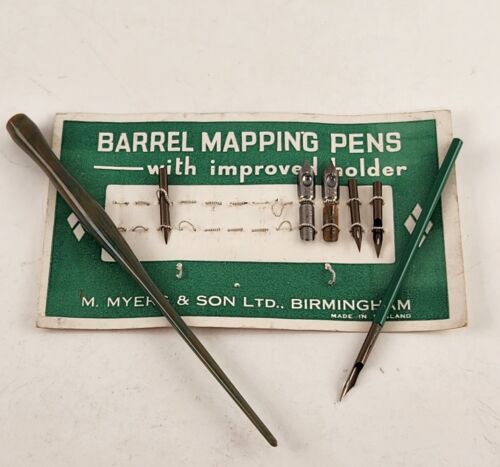 BARREL MAPPING PENS
with improved holder
M. MYERS & SON LTD., BIRMINGHAM
MADE IN ENGLAND